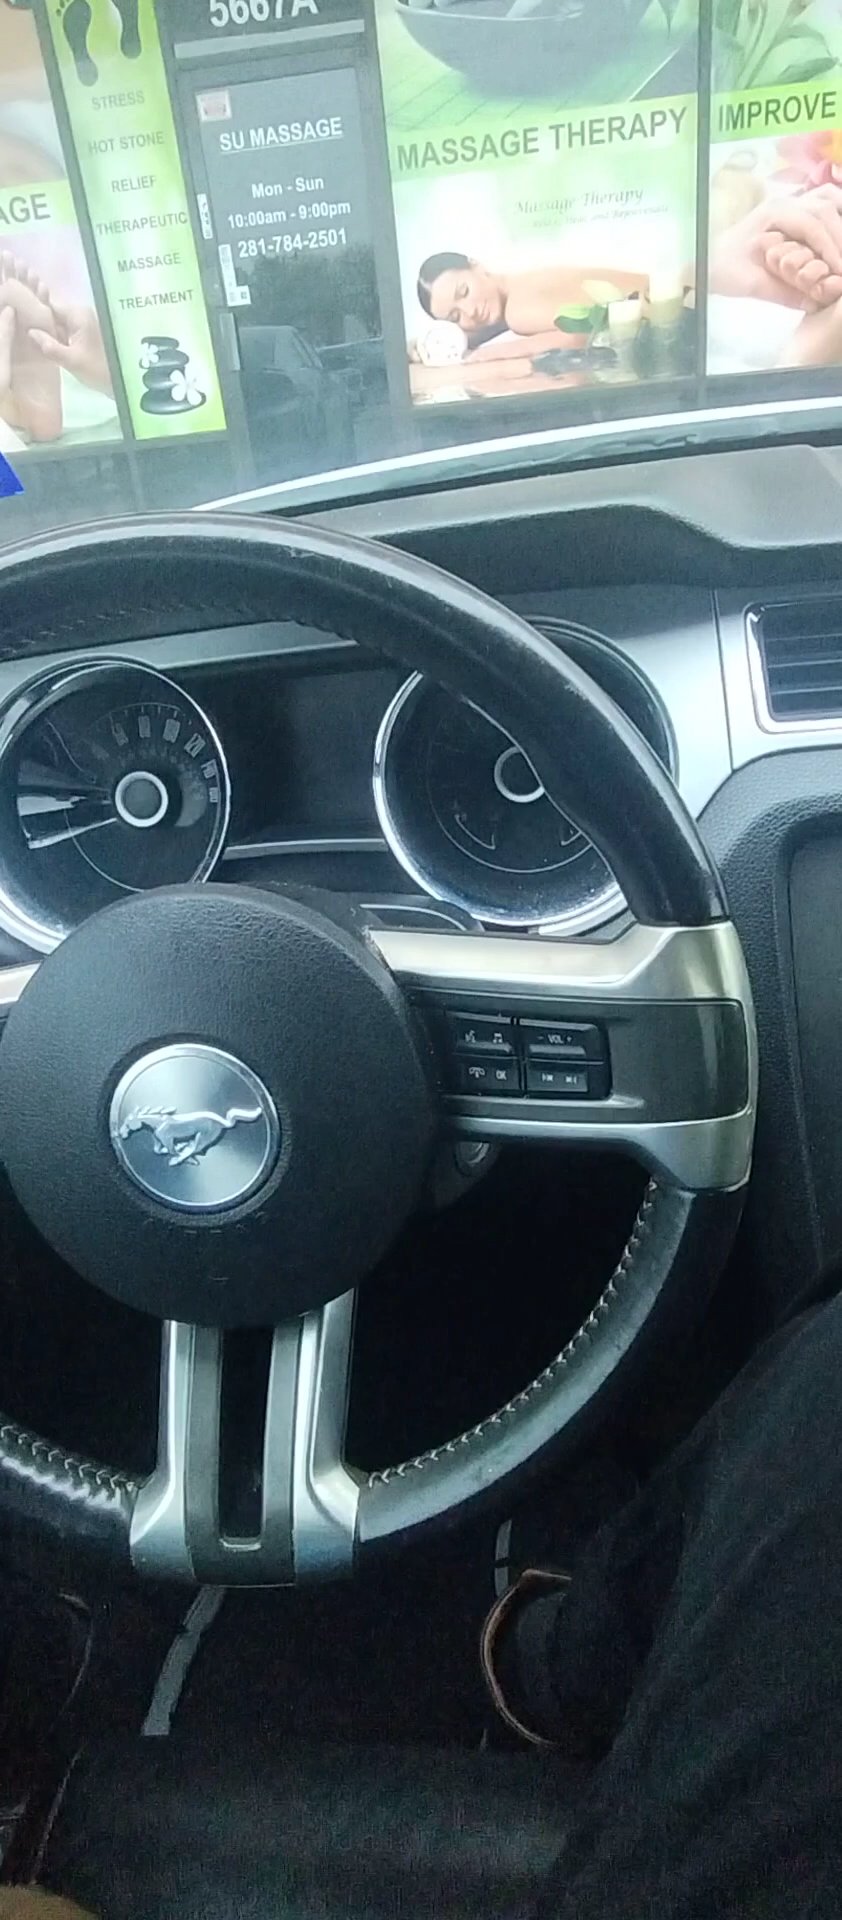 5667A
STRESS
HOT STONE
RELIEF
THERAPEUTIC
MASSAGE
TREATMENT
AGE
SU MASSAGE
Mon - Sun
10:00am - 9:00pm
281-784-2501
MASSAGE THERAPY
Massage Therapy
IMPROVE
- VOL +
OK